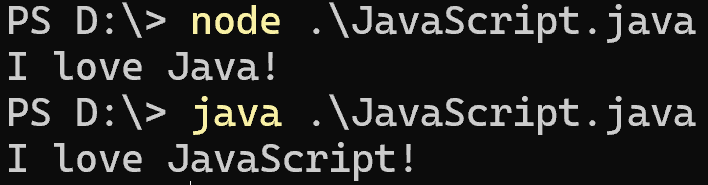 PS D:\> node .\JavaScript.java
I love Java!
PS D:\> java .\JavaScript.java
I love JavaScript!